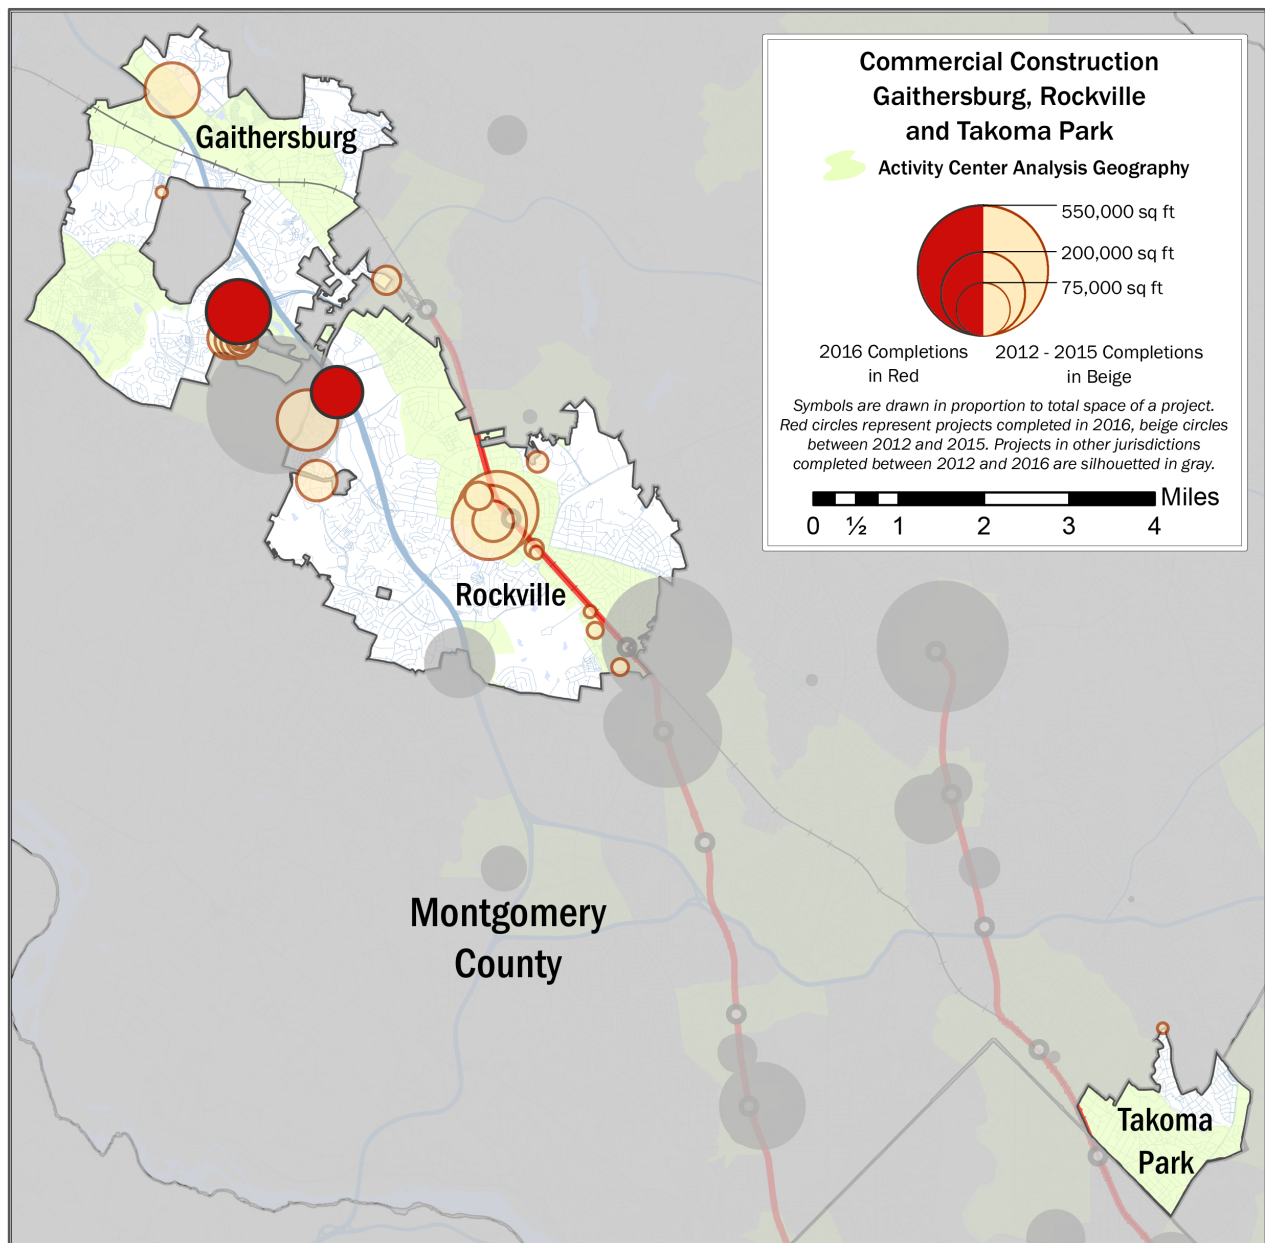 Commercial Construction
Gaithersburg, Rockville
and Takoma Park
Activity Center Analysis Geography
550,000 sq ft
200,000 sq ft
75,000 sq ft
2016 Completions
in Red
2012 - 2015 Completions
in Beige
Symbols are drawn in proportion to total space of a project.
Red circles represent projects completed in 2016, beige circles
between 2012 and 2015. Projects in other jurisdictions
completed between 2012 and 2016 are silhouetted in gray.
Miles
0 ½ 1 2 3 4
Gaithersburg
Rockville
Montgomery
County
Takoma
Park